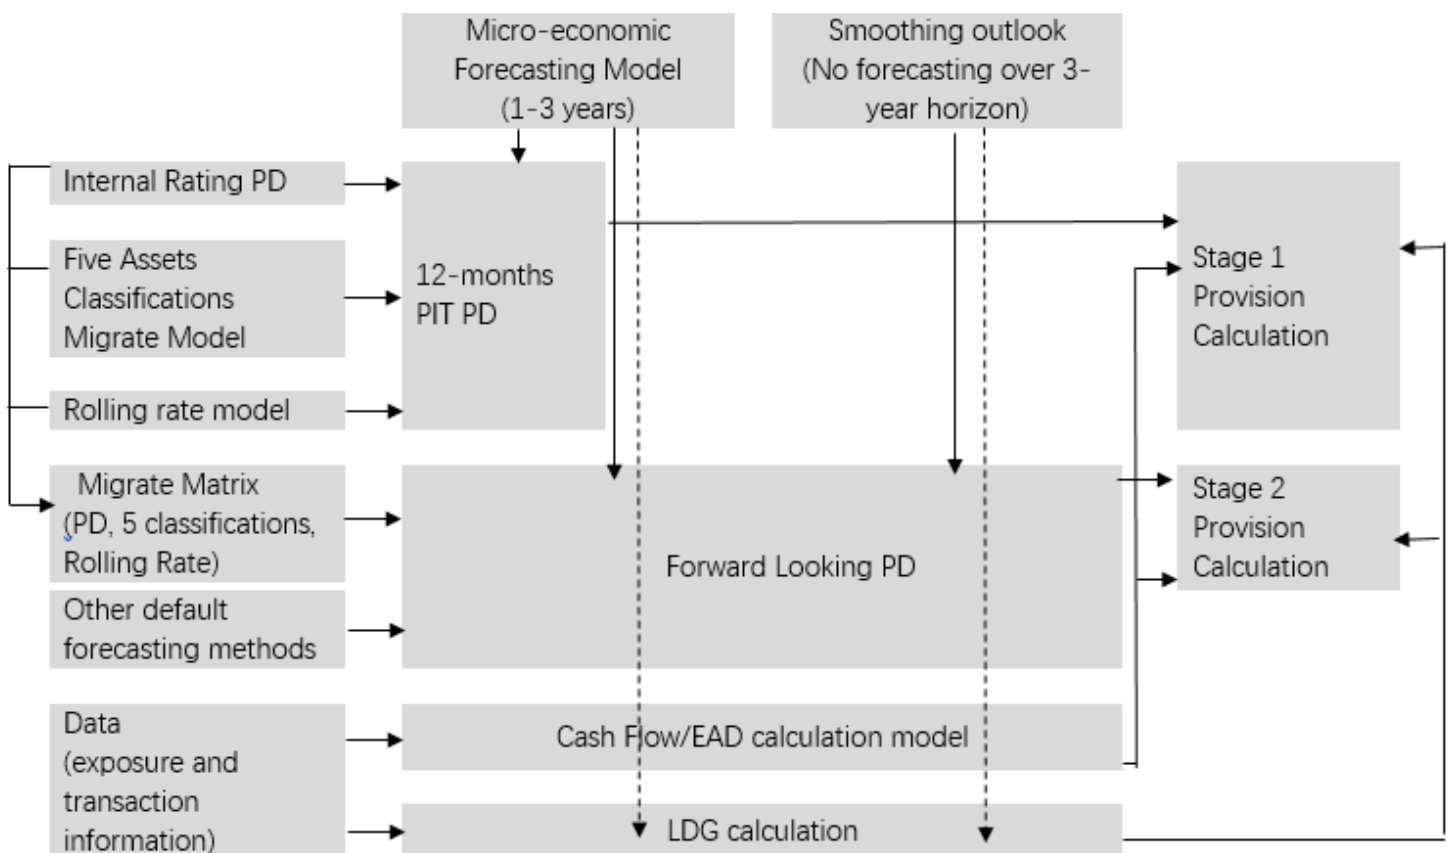 Micro-economic
Forecasting Model
(1-3 years)
Smoothing outlook
(No forecasting over 3-
year horizon)
Internal Rating PD
Five Assets
Classifications
Migrate Model
Rolling rate model
12-months
PIT PD
Stage 1
Provision
Calculation
Migrate Matrix
(PD, 5 classifications,
Rolling Rate)
Other default
forecasting methods
Forward Looking PD
Stage 2
Provision
Calculation
Data
(exposure and
transaction
information)
Cash Flow/EAD calculation model
LDG calculation